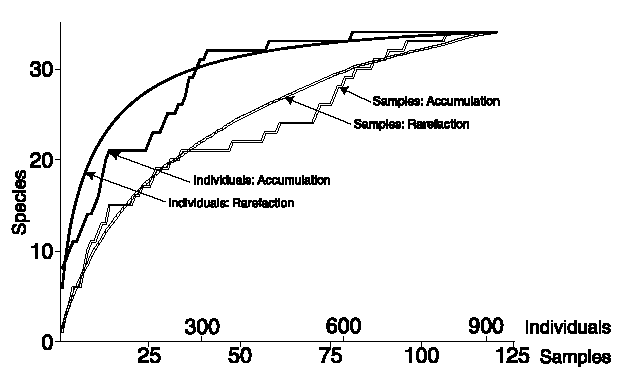 30
20
10
0
Species
Samples: Accumulation
Samples: Rarefaction
Individuals: Accumulation
Individuals: Rarefaction
300 600 900 Individuals
25 50 75 100 125 Samples